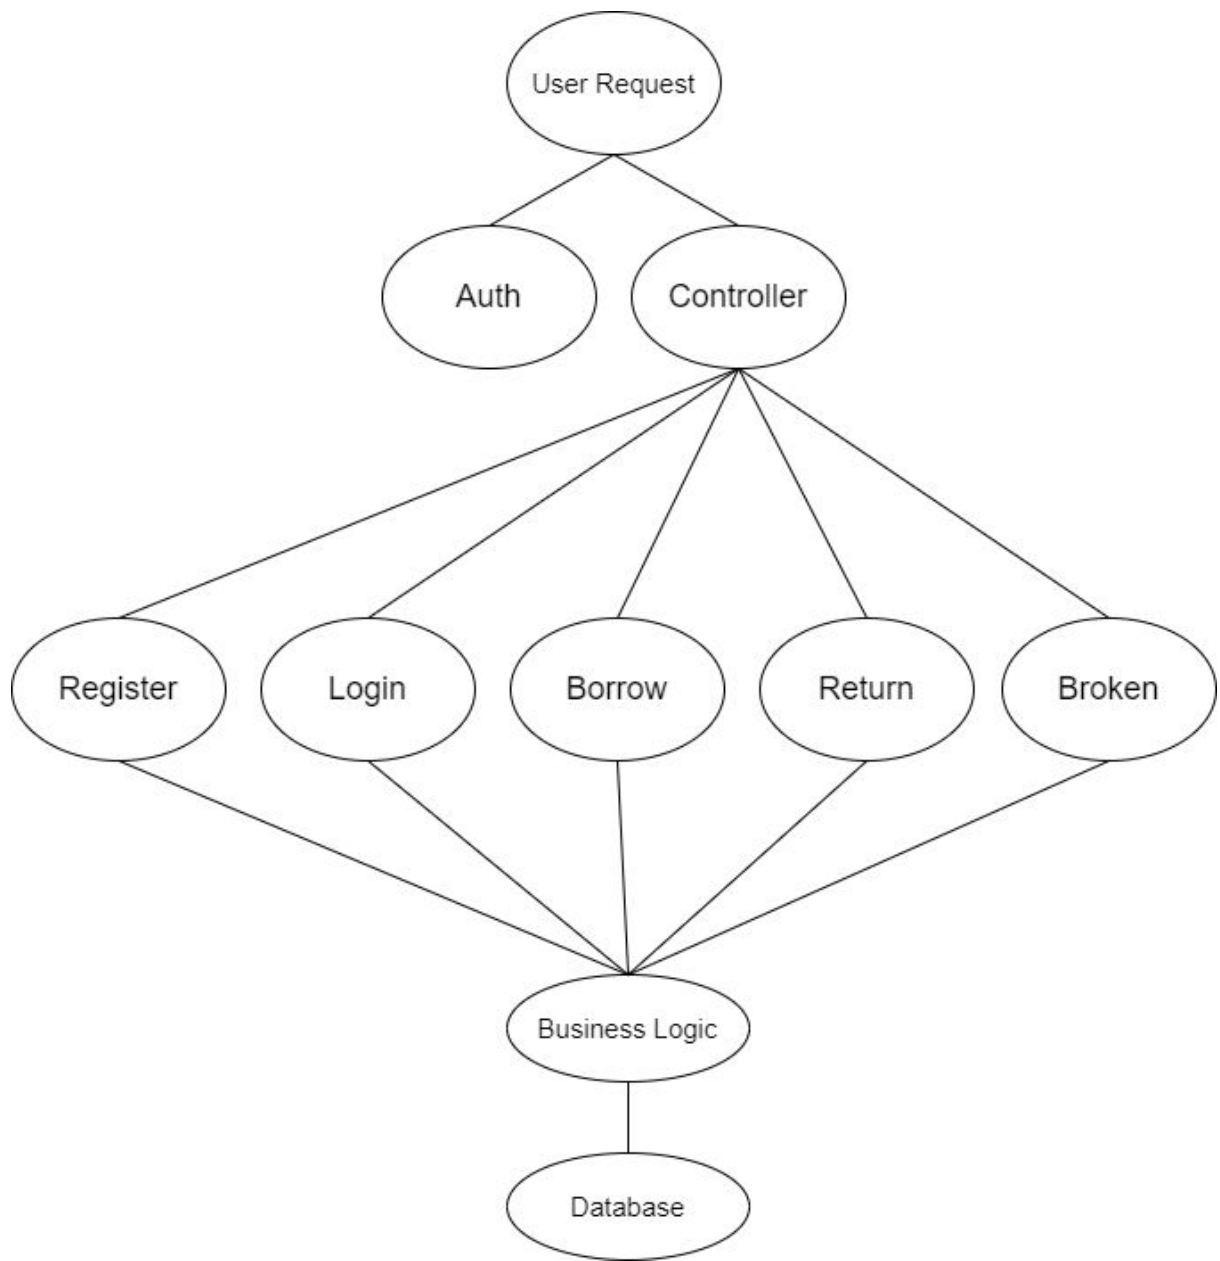 User Request
Auth
Controller
Register
Login
Borrow
Return
Broken
Business Logic
Database